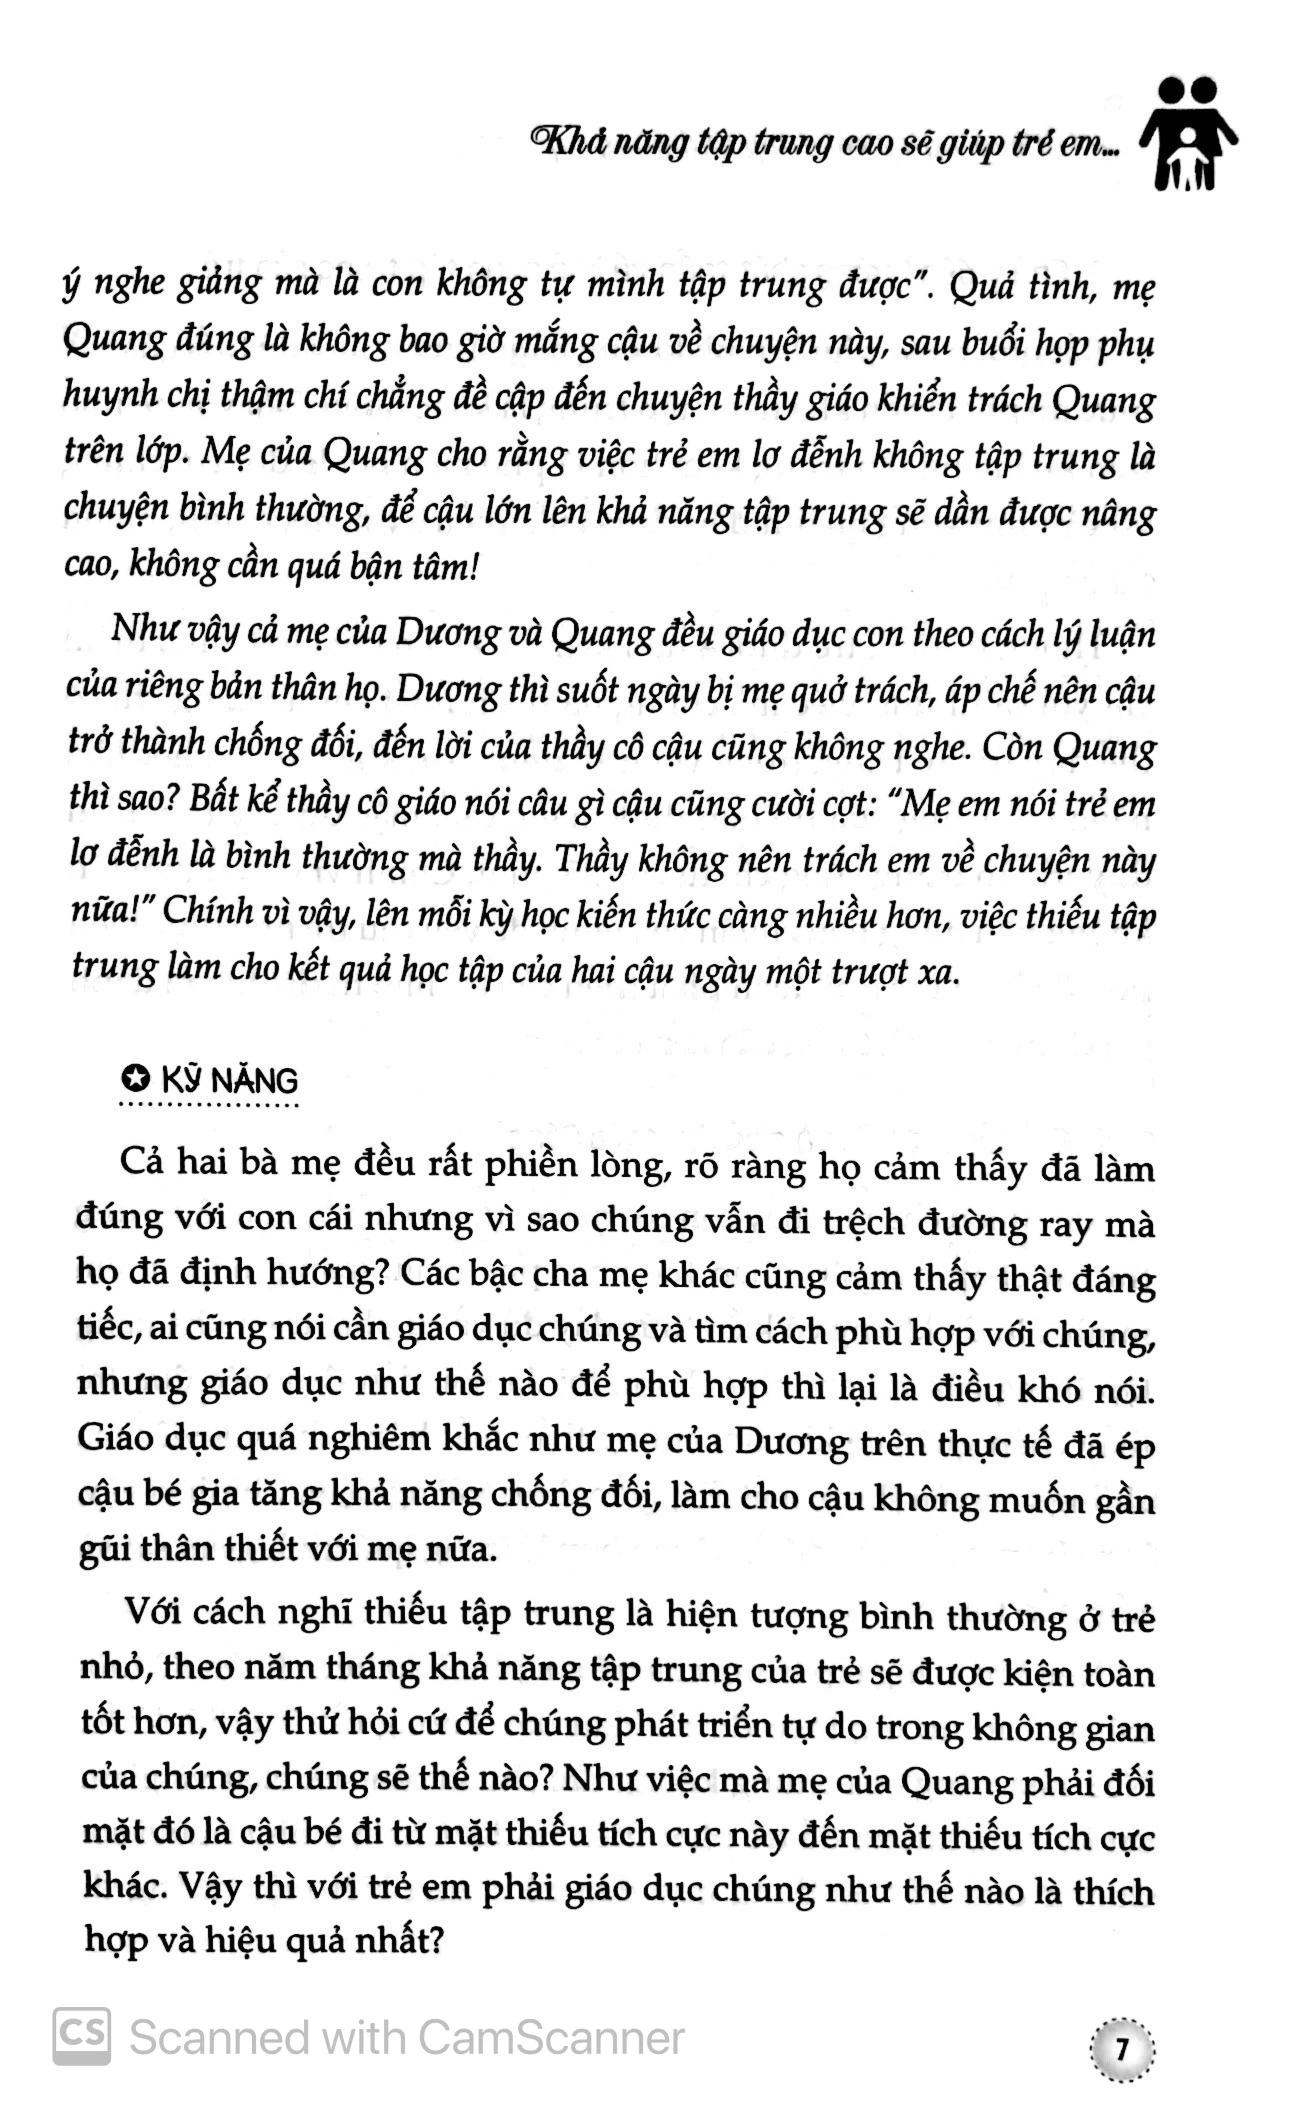 Khả năng tập trung cao sẽ giúp trẻ em...
ý nghe giảng mà là con không tự mình tập trung được”. Quả tình, mẹ
Quang đúng là không bao giờ mắng cậu về chuyện này, sau buổi họp phụ
huynh chị thậm chí chẳng đề cập đến chuyện thầy giáo khiển trách Quang
trên lớp. Mẹ của Quang cho rằng việc trẻ em lơ đễnh không tập trung là
chuyện bình thường, để cậu lớn lên khả năng tập trung sẽ dần được nâng
cao, không cần quá bận tâm!
Như vậy cả mẹ của Dương và Quang đều giáo dục con theo cách lý luận
của riêng bản thân họ. Dương thì suốt ngày bị mẹ quở trách, áp chế nên cậu
trở thành chống đối, đến lời của thầy cô cậu cũng không nghe. Còn Quang
thì sao? Bất kể thầy cô giáo nói câu gì cậu cũng cười cợt: “Mẹ em nói trẻ em
lơ đễnh là bình thường mà thầy. Thầy không nên trách em về chuyện này
nữa!” Chính vì vậy, lên mỗi kỳ học kiến thức càng nhiều hơn, việc thiếu tập
trung làm cho kết quả học tập của hai cậu ngày một trượt xa.
KỸ NĂNG
Cả hai bà mẹ đều rất phiền lòng, rõ ràng họ cảm thấy đã làm
đúng với con cái nhưng vì sao chúng vẫn đi trệch đường ray mà
họ đã định hướng? Các bậc cha mẹ khác cũng cảm thấy thật đáng
tiếc, ai cũng nói cần giáo dục chúng và tìm cách phù hợp với chúng,
nhưng giáo dục như thế nào để phù hợp thì lại là điều khó nói.
Giáo dục quá nghiêm khắc như mẹ của Dương trên thực tế đã ép
cậu bé gia tăng khả năng chống đối, làm cho cậu không muốn gần
gũi thân thiết với mẹ nữa.
Với cách nghĩ thiếu tập trung là hiện tượng bình thường ở trẻ
nhỏ, theo năm tháng khả năng tập trung của trẻ sẽ được kiện toàn
tốt hơn, vậy thử hỏi cứ để chúng phát triển tự do trong không gian
của chúng, chúng sẽ thế nào? Như việc mà mẹ của Quang phải đối
mặt đó là cậu bé đi từ mặt thiếu tích cực này đến mặt thiếu tích cực
khác. Vậy thì với trẻ em phải giáo dục chúng như thế nào là thích
hợp và hiệu quả nhất?
CS Scanned with CamScanner
7